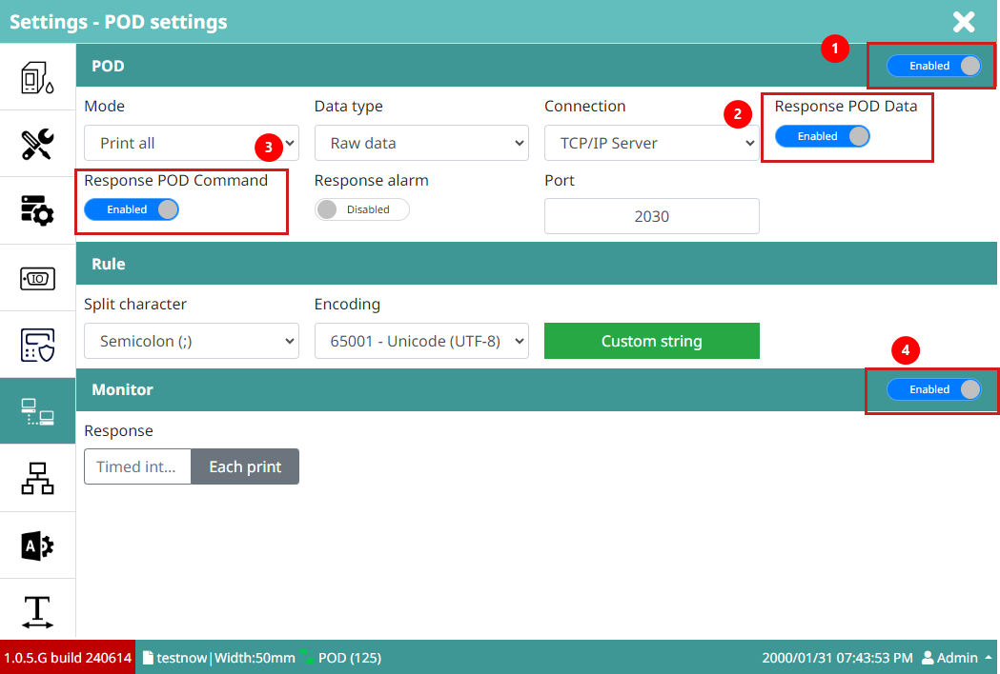 Settings - POD settings
POD
1
Enabled
Mode
Data type
Connection
2
Response POD Data
Print all
3
Raw data
TCP/IP Server
Enabled
Response POD Command
Response alarm
Port
Enabled
Disabled
2030
Rule
Split character
Encoding
Semicolon (;)
65001 - Unicode (UTF-8)
Custom string
4
Monitor
Enabled
Response
Timed int...
Each print
IO
A
T
1.0.5.G build 240614
testnow|Width:50mm
POD (125)
2000/01/31 07:43:53 PM
Admin